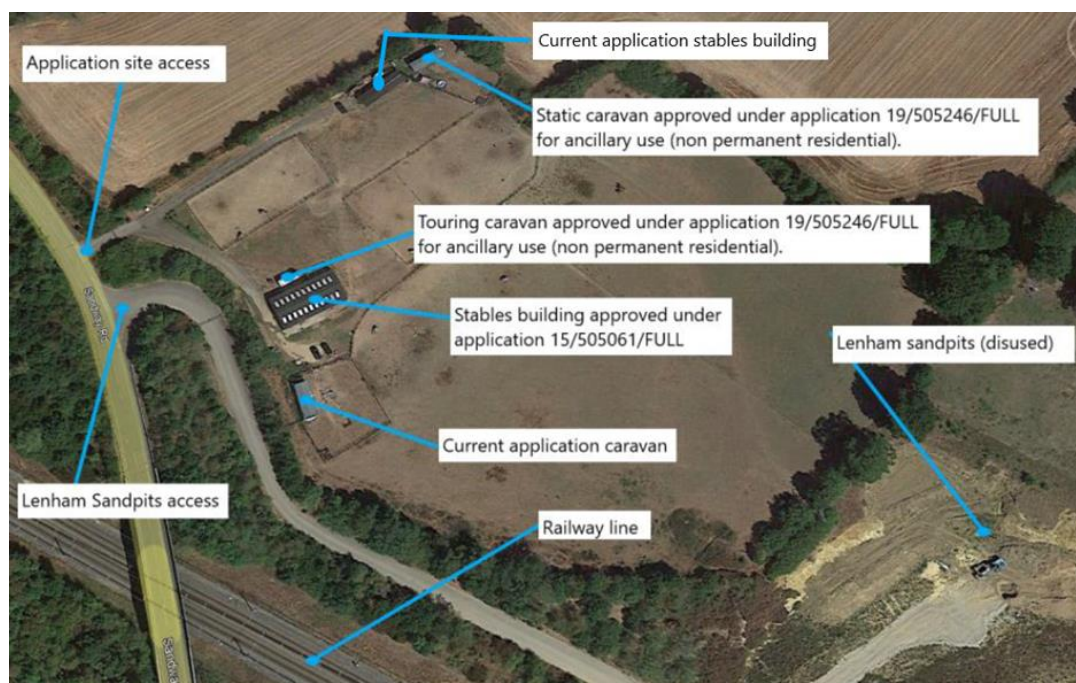 Current application stables building
Application site access
Static caravan approved under application 19/505246/FULL
for ancillary use (non permanent residential).
Touring caravan approved under application 19/505246/FULL
for ancillary use (non permanent residential).
Stables building approved under
application 15/505061/FULL
Lenham sandpits (disused)
Current application caravan
Lenham Sandpits access
Railway line